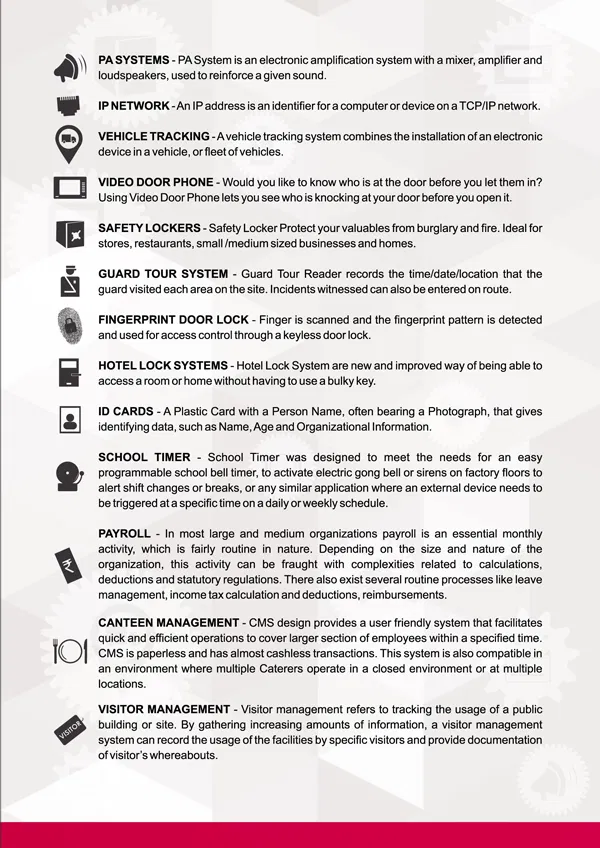 PA SYSTEMS - PA System is an electronic amplification system with a mixer, amplifier and
loudspeakers, used to reinforce a given sound.
IP NETWORK - An IP address is an identifier for a computer or device on a TCP/IP network.
VEHICLE TRACKING - A vehicle tracking system combines the installation of an electronic
device in a vehicle, or fleet of vehicles.
VIDEO DOOR PHONE - Would you like to know who is at the door before you let them in?
Using Video Door Phone lets you see who is knocking at your door before you open it.
SAFETY LOCKERS - Safety Locker Protect your valuables from burglary and fire. Ideal for
stores, restaurants, small /medium sized businesses and homes.
GUARD TOUR SYSTEM - Guard Tour Reader records the time/date/location that the
guard visited each area on the site. Incidents witnessed can also be entered on route.
FINGERPRINT DOOR LOCK - Finger is scanned and the fingerprint pattern is detected
and used for access control through a keyless door lock.
HOTEL LOCK SYSTEMS - Hotel Lock System are new and improved way of being able to
access a room or home without having to use a bulky key.
ID CARDS - A Plastic Card with a Person Name, often bearing a Photograph, that gives
identifying data, such as Name, Age and Organizational Information.
SCHOOL TIMER - School Timer was designed to meet the needs for an easy
programmable school bell timer, to activate electric gong bell or sirens on factory floors to
alert shift changes or breaks, or any similar application where an external device needs to
be triggered at a specific time on a daily or weekly schedule.
PAYROLL - In most large and medium organizations payroll is an essential monthly
activity, which is fairly routine in nature. Depending on the size and nature of the
organization, this activity can be fraught with complexities related to calculations,
deductions and statutory regulations. There also exist several routine processes like leave
management, income tax calculation and deductions, reimbursements.
CANTEEN MANAGEMENT - CMS design provides a user friendly system that facilitates
quick and efficient operations to cover larger section of employees within a specified time.
CMS is paperless and has almost cashless transactions. This system is also compatible in
an environment where multiple Caterers operate in a closed environment or at multiple
locations.
VISITOR
VISITOR MANAGEMENT - Visitor management refers to tracking the usage of a public
building or site. By gathering increasing amounts of information, a visitor management
system can record the usage of the facilities by specific visitors and provide documentation
of visitor's whereabouts.